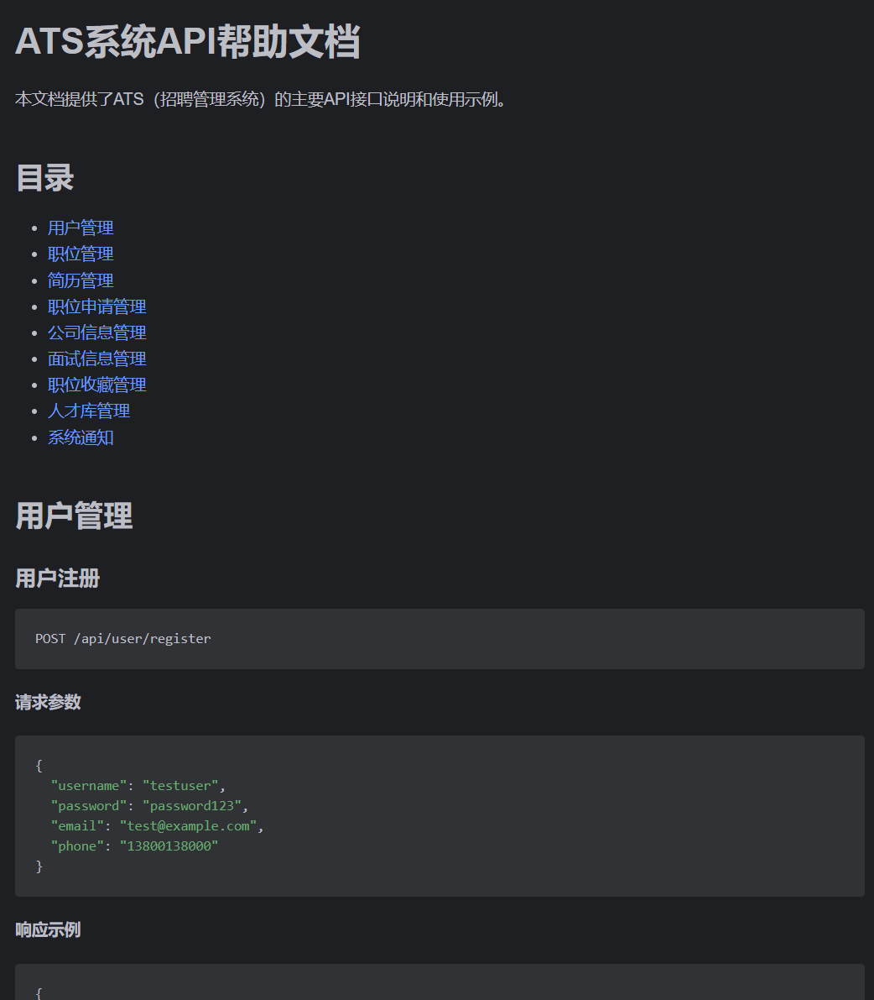 ATS系统API帮助文档
本文档提供了ATS（招聘管理系统）的主要API接口说明和使用示例。
目录
用户管理
职位管理
简历管理
职位申请管理
公司信息管理
面试信息管理
职位收藏管理
人才库管理
系统通知
用户管理
用户注册
POST /api/user/register
请求参数
{
"username": "testuser",
"password": "password123",
"email": "test@example.com",
"phone": "13800138000"
}
响应示例
{